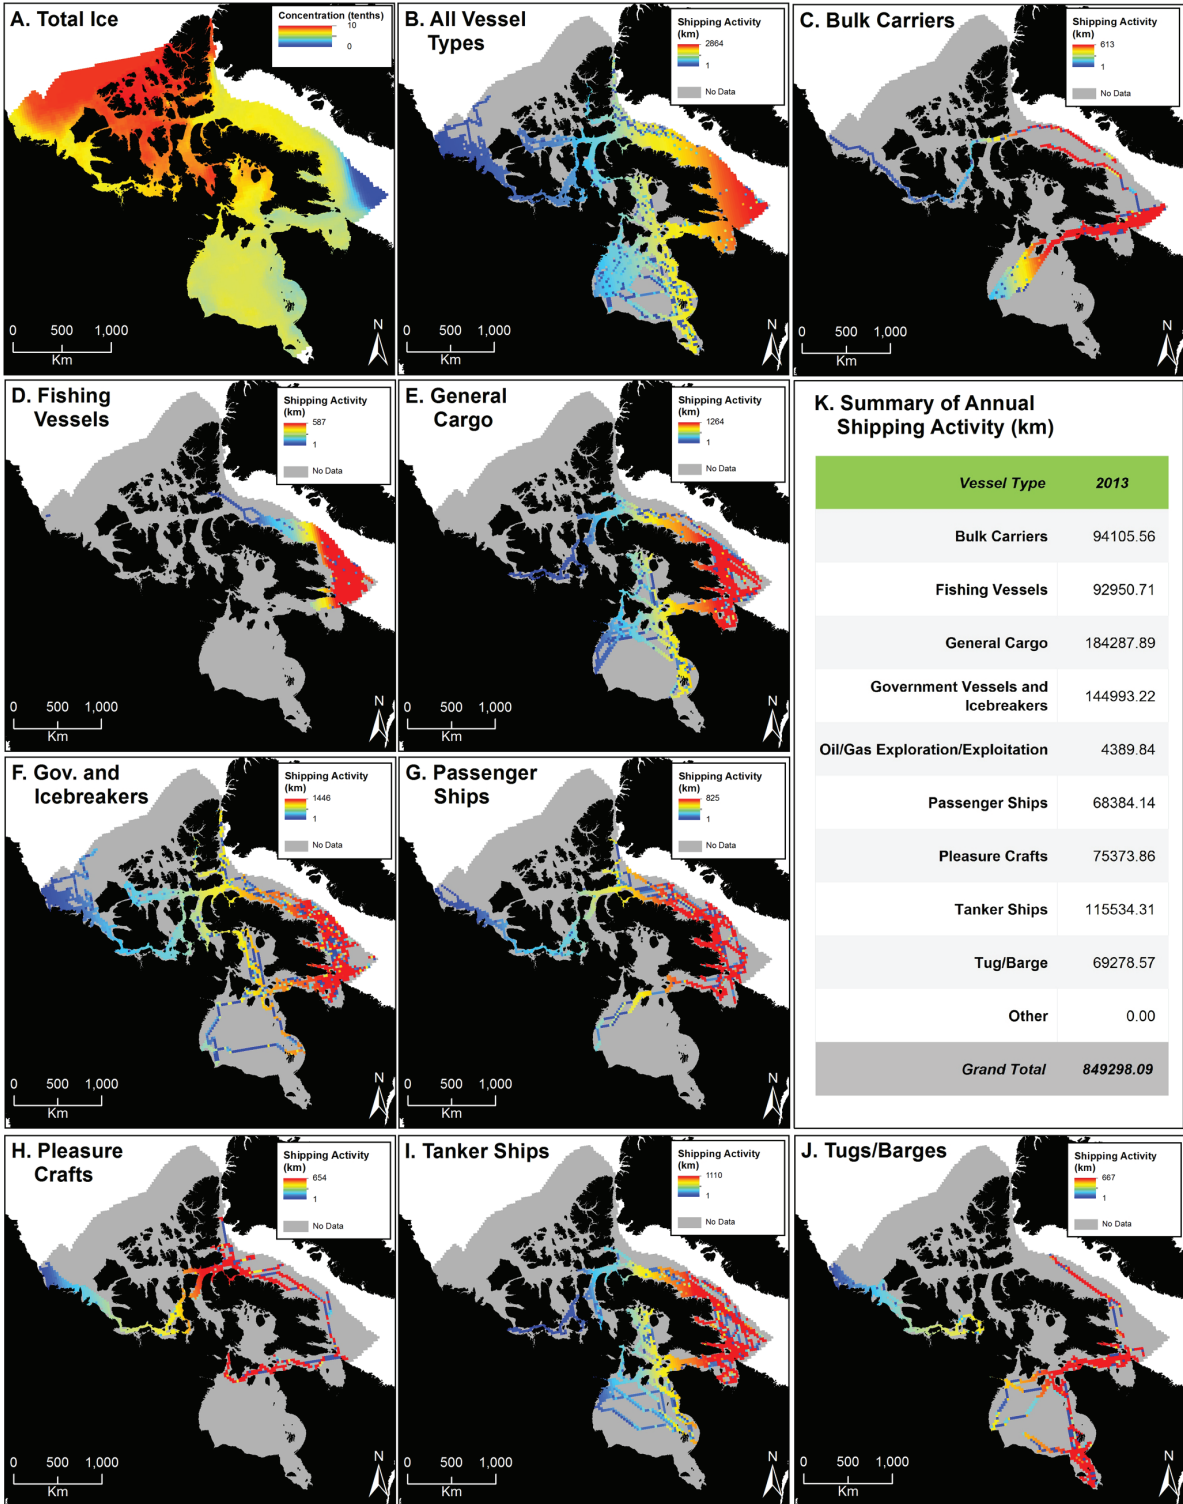 A. Total Ice
Concentration (tenths)
10
0
0 500 1,000
Km
N
B. All Vessel
Types
Shipping Activity
(km)
2864
1
No Data
0 500 1,000
Km
N
C. Bulk Carriers
Shipping Activity
(km)
613
1
No Data
0 500 1,000
Km
N
D. Fishing
Vessels
Shipping Activity
(km)
587
1
No Data
0 500 1,000
Km
N
E. General
Cargo
Shipping Activity
(km)
1264
1
No Data
0 500 1,000
Km
N
K. Summary of Annual
Shipping Activity (km)
Vessel Type 2013
Bulk Carriers 94105.56
Fishing Vessels 92950.71
General Cargo 184287.89
Government Vessels and
Icebreakers 144993.22
Oil/Gas Exploration/Exploitation 4389.84
Passenger Ships 68384.14
Pleasure Crafts 75373.86
Tanker Ships 115534.31
Tug/Barge 69278.57
Other 0.00
Grand Total 849298.09
F. Gov. and
Icebreakers
Shipping Activity
(km)
1446
1
No Data
0 500 1,000
Km
N
G. Passenger
Ships
Shipping Activity
(km)
825
1
No Data
0 500 1,000
Km
N
H. Pleasure
Crafts
Shipping Activity
(km)
654
1
No Data
0 500 1,000
Km
N
I. Tanker Ships
Shipping Activity
(km)
1110
1
No Data
0 500 1,000
Km
N
J. Tugs/Barges
Shipping Activity
(km)
667
1
No Data
0 500 1,000
Km
N